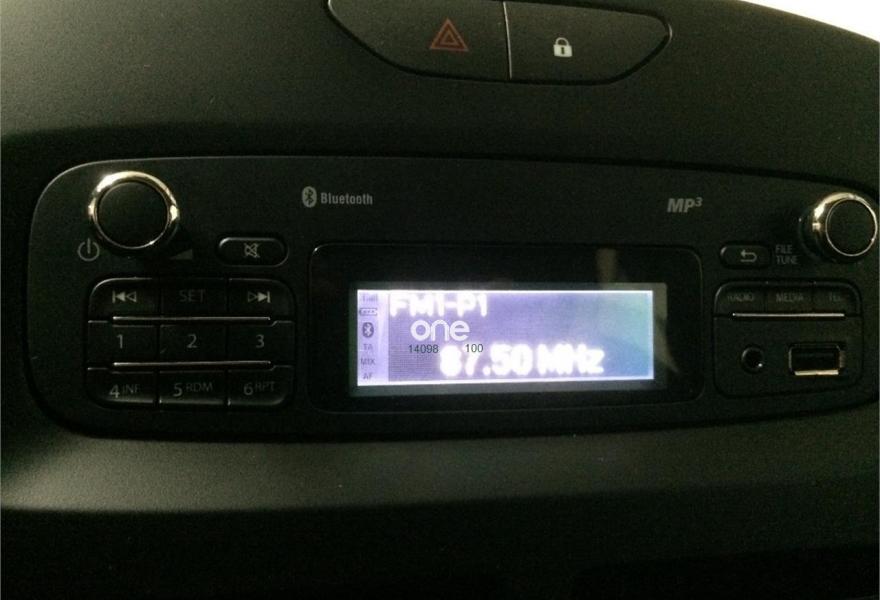 Bluetooth
MP3
FILE
TUNE
SET
RADIO MEDIA TEL
FM1-P1
one
14098 100
87.50 MHz
TA
MIX
AF
1 2 3
4 INF 5 RDM 6 RPT